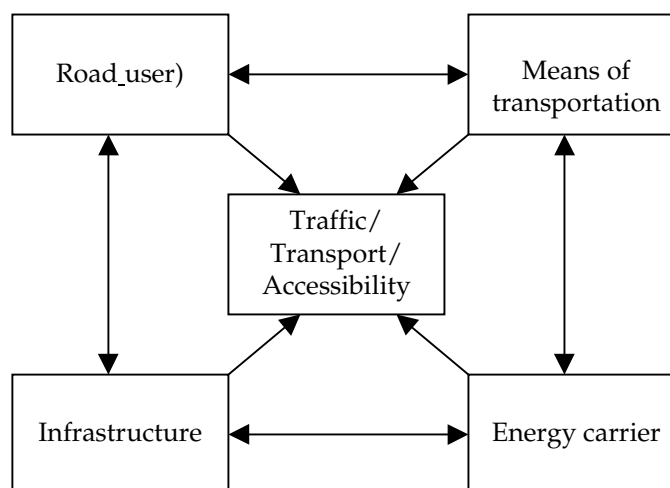 Road_user)
Means of
transportation
Traffic/
Transport/
Accessibility
Infrastructure
Energy carrier